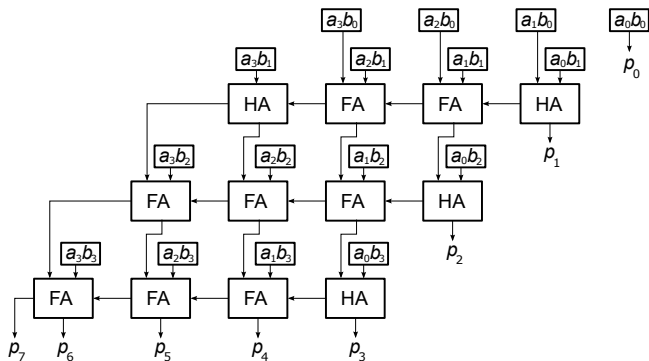 a₃b₀ a₂b₀ a₁b₀ a₀b₀
a₃b₁ a₂b₁ a₁b₁ a₀b₁ p₀
HA FA FA HA
a₃b₂ a₂b₂ a₁b₂ a₀b₂ p₁
FA FA FA HA
a₃b₃ a₂b₃ a₁b₃ a₀b₃ p₂
FA FA FA HA
p₇ p₆ p₅ p₄ p₃